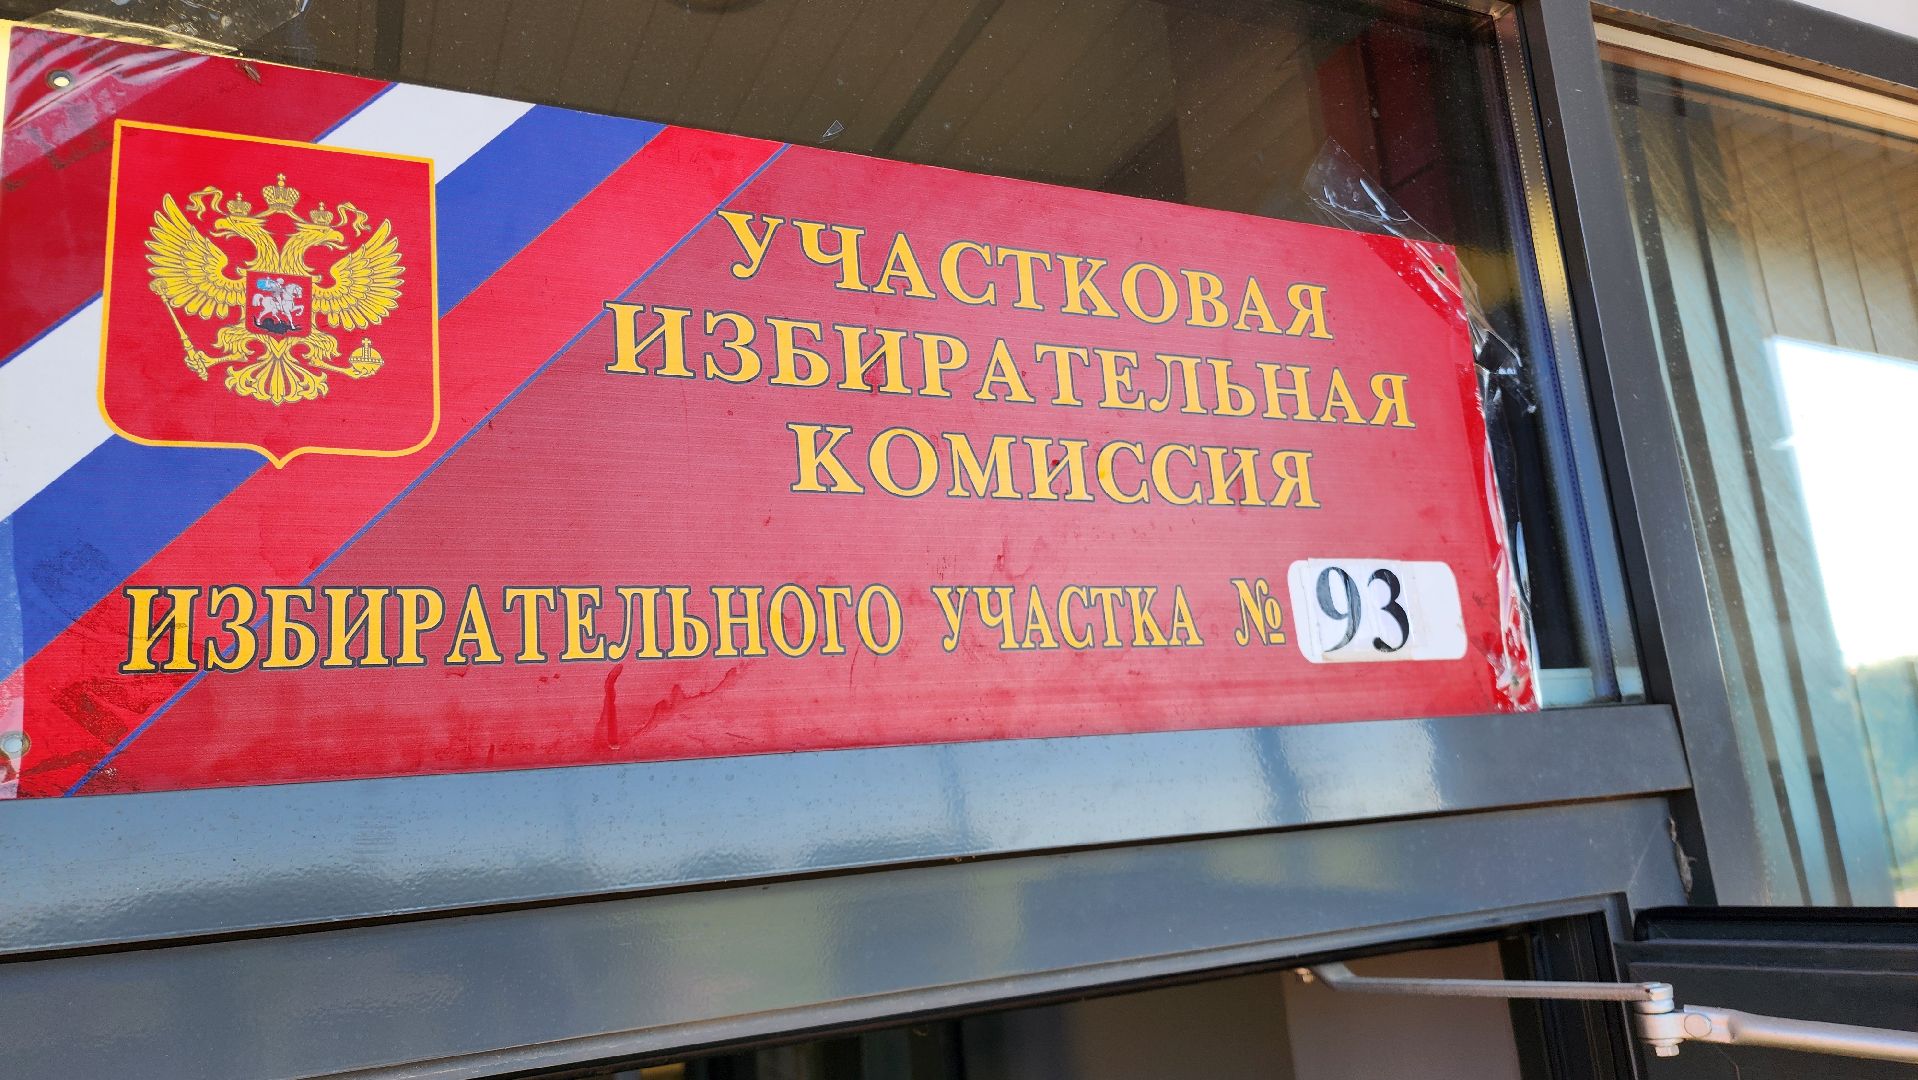 УЧАСТКОВАЯ
ИЗБИРАТЕЛЬНАЯ
КОМИССИЯ
ИЗБИРАТЕЛЬНОГО УЧАСТКА № 93